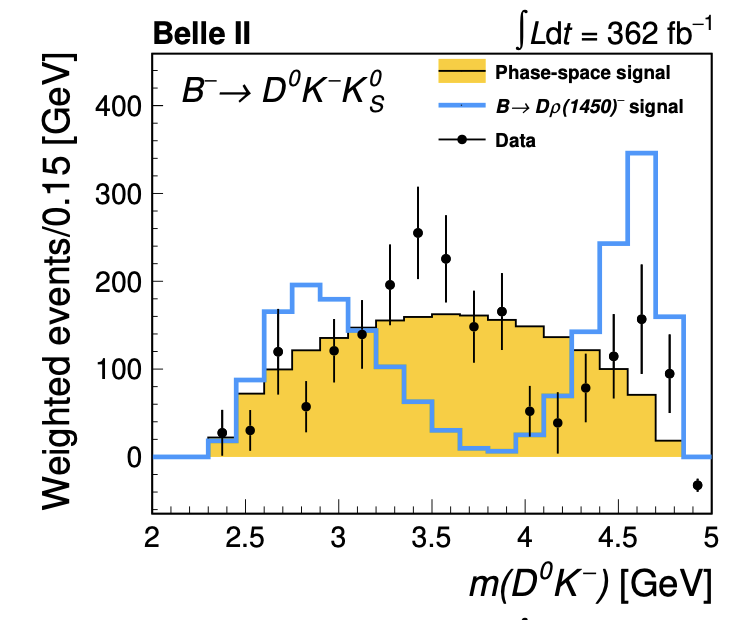 Belle II ∫Ldt = 362 fb⁻¹
B⁻→ D⁰K⁻K⁰S
Phase-space signal
B→ Dρ(1450)⁻ signal
Data
Weighted events/0.15 [GeV]
400
300
200
100
0
2 2.5 3 3.5 4 4.5 5
m(D⁰K⁻) [GeV]